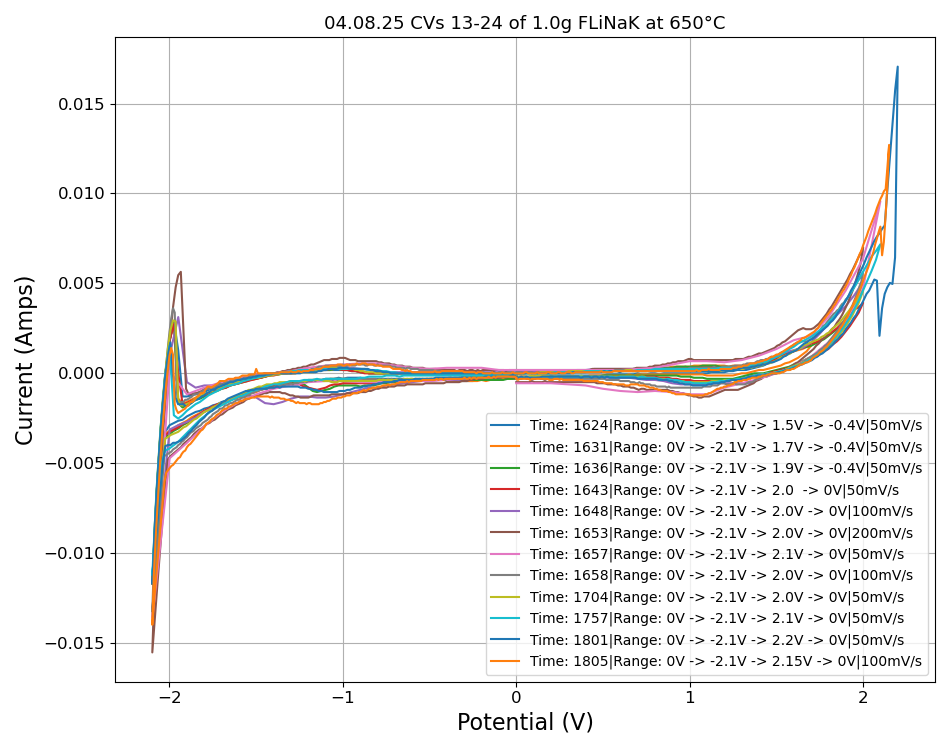 04.08.25 CVs 13-24 of 1.0g FLiNaK at 650°C
Current (Amps)
0.015
0.010
0.005
0.000
−0.005
−0.010
−0.015
Time: 1624|Range: 0V -> -2.1V -> 1.5V -> -0.4V|50mV/s
Time: 1631|Range: 0V -> -2.1V -> 1.7V -> -0.4V|50mV/s
Time: 1636|Range: 0V -> -2.1V -> 1.9V -> -0.4V|50mV/s
Time: 1643|Range: 0V -> -2.1V -> 2.0  -> 0V|50mV/s
Time: 1648|Range: 0V -> -2.1V -> 2.0V -> 0V|100mV/s
Time: 1653|Range: 0V -> -2.1V -> 2.0V -> 0V|200mV/s
Time: 1657|Range: 0V -> -2.1V -> 2.1V -> 0V|50mV/s
Time: 1658|Range: 0V -> -2.1V -> 2.0V -> 0V|100mV/s
Time: 1704|Range: 0V -> -2.1V -> 2.0V -> 0V|50mV/s
Time: 1757|Range: 0V -> -2.1V -> 2.1V -> 0V|50mV/s
Time: 1801|Range: 0V -> -2.1V -> 2.2V -> 0V|50mV/s
Time: 1805|Range: 0V -> -2.1V -> 2.15V -> 0V|100mV/s
−2 −1 0 1 2
Potential (V)